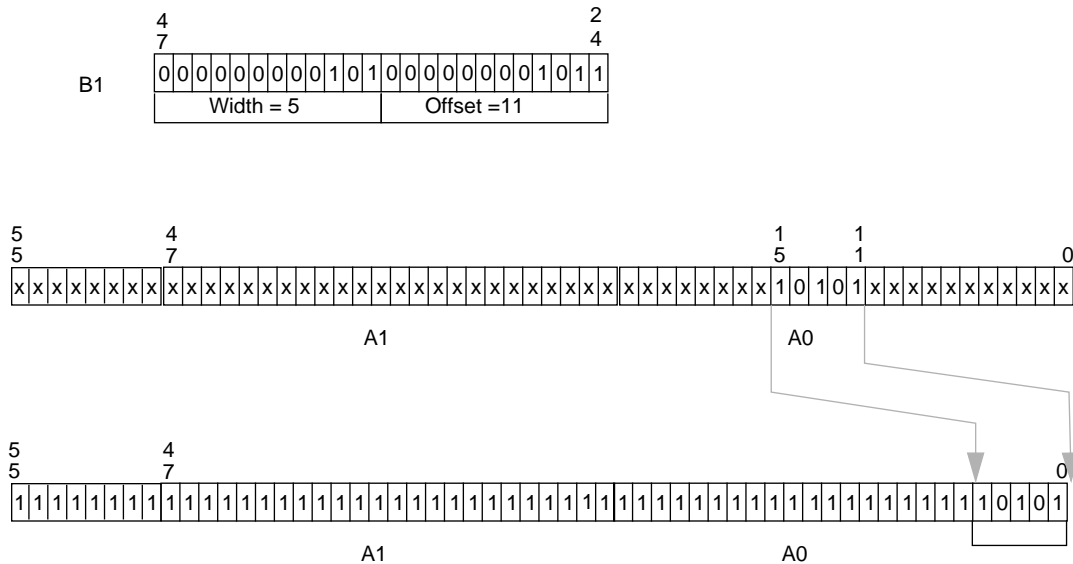 4 2
7 4
B1 0 0 0 0 0 0 0 0 0 1 0 1 0 0 0 0 0 0 0 0 1 0 1 1
Width = 5 Offset =11
5 4 1 1
5 7 5 1 0
x x x x x x x x x x x x x x x x x x x x x x x x x x x x x x x x x x x x x x x x 1 0 1 0 1 x x x x x x x x x x x
A1 A0
5 4
5 7 0
1 1 1 1 1 1 1 1 1 1 1 1 1 1 1 1 1 1 1 1 1 1 1 1 1 1 1 1 1 1 1 1 1 1 1 1 1 1 1 1 1 1 1 1 1 1 1 1 1 1 1 1 0 1 0 1
A1 A0